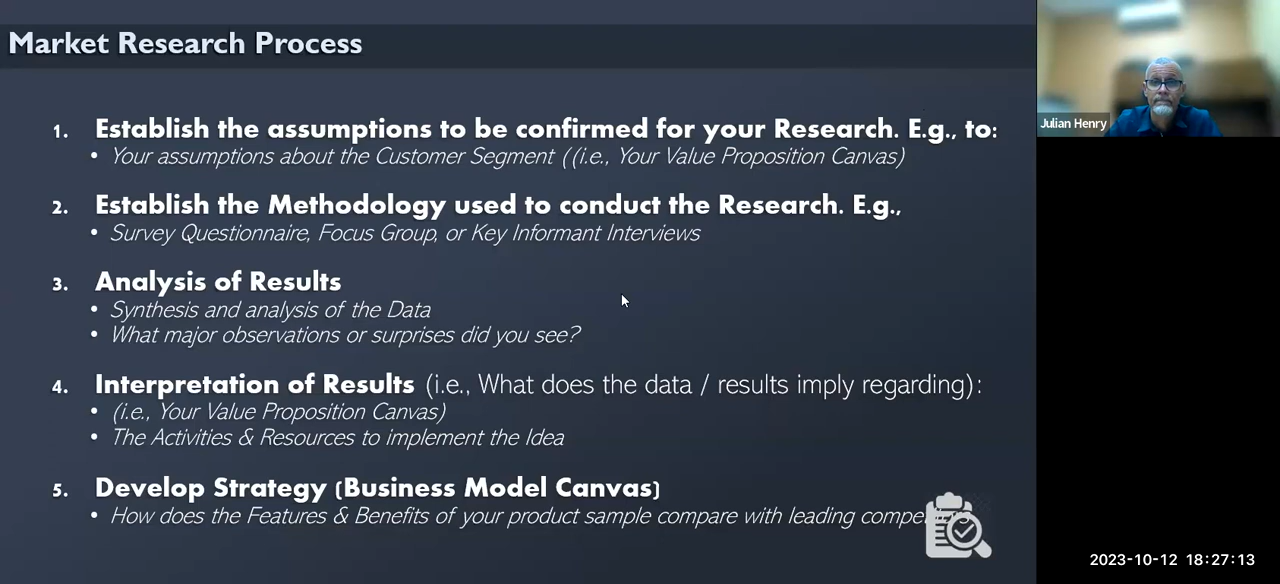 Market Research Process
1. Establish the assumptions to be confirmed for your Research. E.g., to:
• Your assumptions about the Customer Segment ((i.e., Your Value Proposition Canvas)
2. Establish the Methodology used to conduct the Research. E.g.,
• Survey Questionnaire, Focus Group, or Key Informant Interviews
3. Analysis of Results
• Synthesis and analysis of the Data
• What major observations or surprises did you see?
4. Interpretation of Results (i.e., What does the data / results imply regarding):
• (i.e., Your Value Proposition Canvas)
• The Activities & Resources to implement the Idea
5. Develop Strategy (Business Model Canvas)
• How does the Features & Benefits of your product sample compare with leading
Julian Henry
2023-10-12 18:27:13